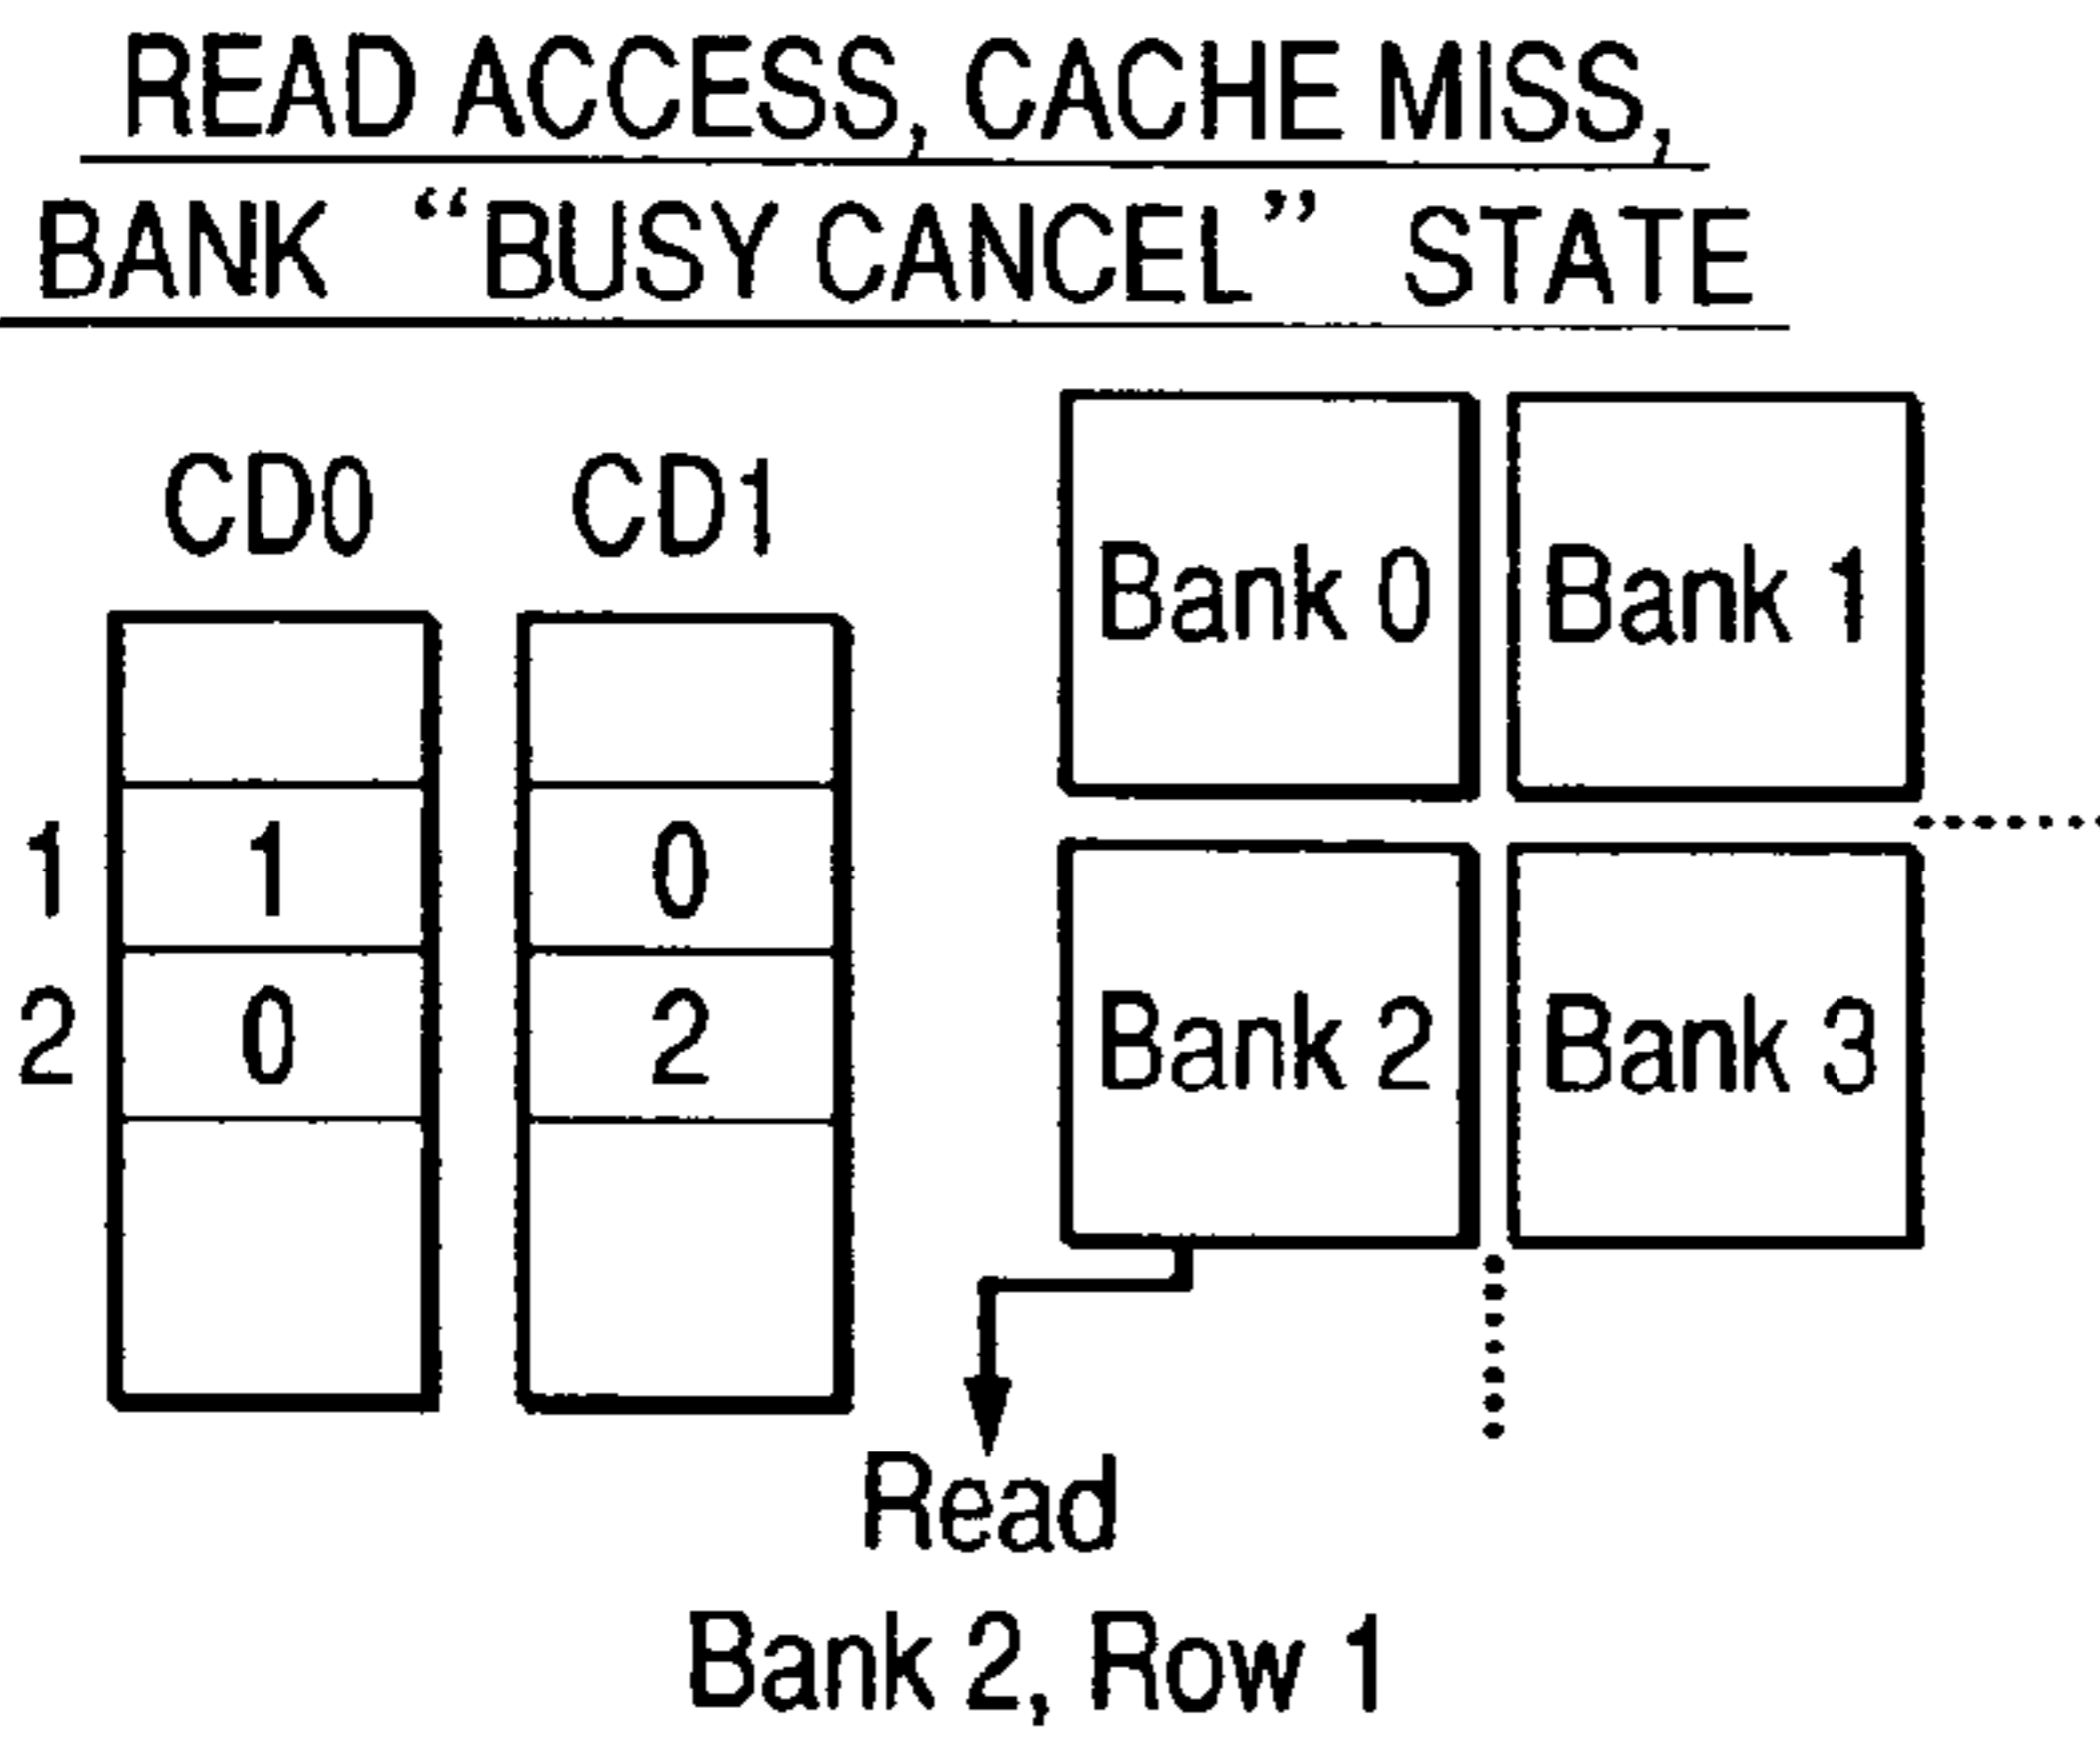 READ ACCESS, CACHE MISS,
BANK “BUSY CANCEL” STATE
CD0 CD1
Bank 0 Bank 1
1 1 0
2 0 2
Bank 2 Bank 3
Read
Bank 2, Row 1